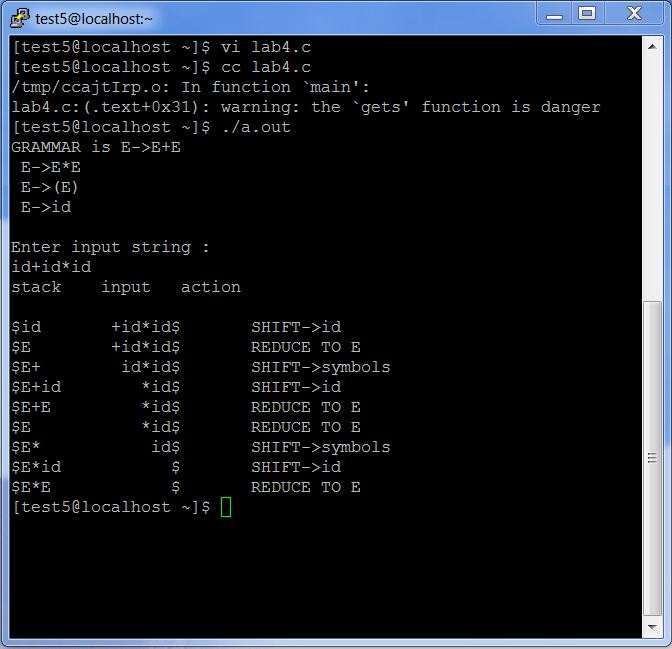 test5@localhost:~
[test5@localhost ~]$ vi lab4.c
[test5@localhost ~]$ cc lab4.c
/tmp/ccajtIrp.o: In function `main':
lab4.c:(.text+0x31): warning: the `gets' function is danger
[test5@localhost ~]$ ./a.out
GRAMMAR is E->E+E
 E->E*E
 E->(E)
 E->id
Enter input string :
id+id*id
stack    input   action
$id       +id*id$       SHIFT->id
$E        +id*id$       REDUCE TO E
$E+        id*id$       SHIFT->symbols
$E+id        *id$       SHIFT->id
$E+E         *id$       REDUCE TO E
$E           *id$       REDUCE TO E
$E*           id$       SHIFT->symbols
$E*id           $       SHIFT->id
$E*E            $       REDUCE TO E
[test5@localhost ~]$